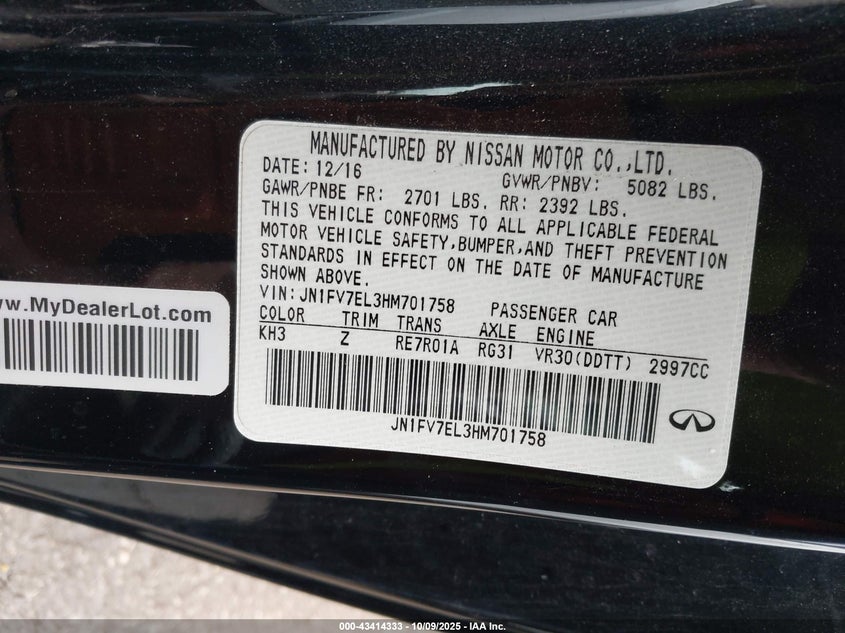 MANUFACTURED BY NISSAN MOTOR CO.,LTD.
DATE: 12/16 GVWR/PNBV: 5082 LBS.
GAWR/PNBE FR: 2701 LBS. RR: 2392 LBS.
THIS VEHICLE CONFORMS TO ALL APPLICABLE FEDERAL
MOTOR VEHICLE SAFETY,BUMPER,AND THEFT PREVENTION
STANDARDS IN EFFECT ON THE DATE OF MANUFACTURE
SHOWN ABOVE.
VIN: JN1FV7EL3HM701758 PASSENGER CAR
COLOR TRIM TRANS AXLE ENGINE
KH3 Z RE7R01A RG31 VR30(DDTT) 2997CC
JN1FV7EL3HM701758
www.MyDealerLot.com
000-43414333 - 10/09/2025 - IAA Inc.